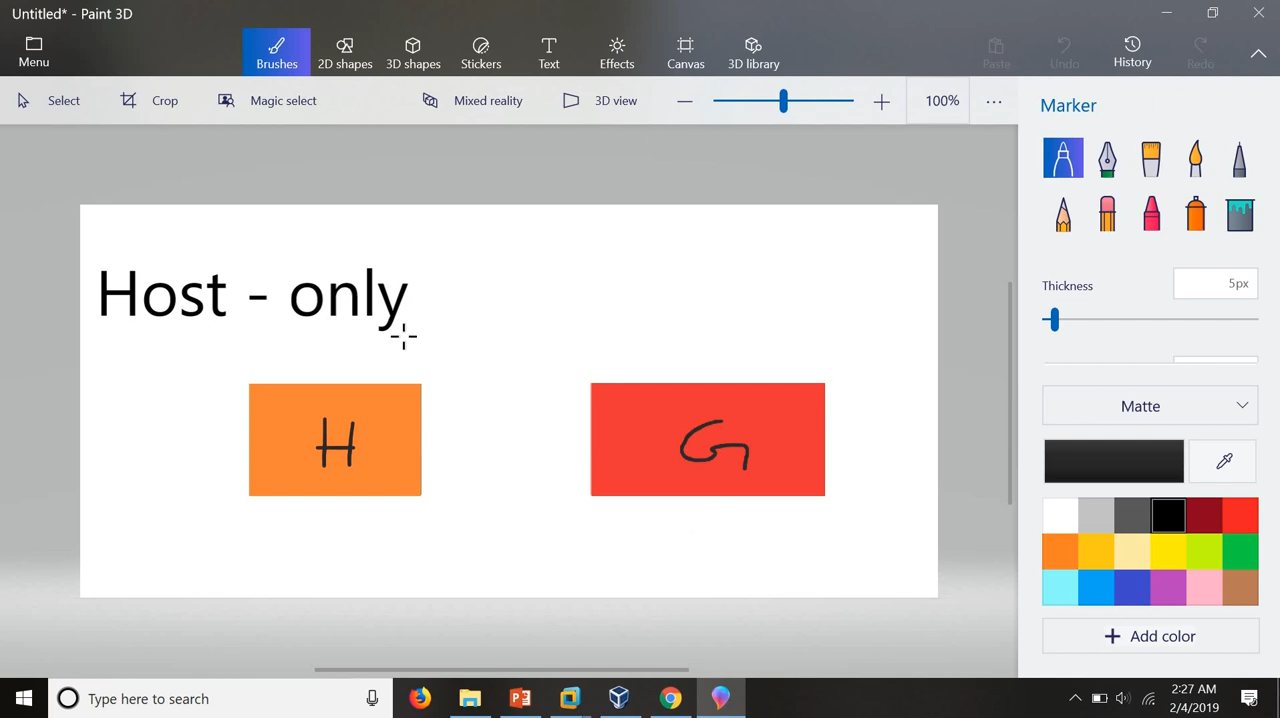 Untitled* - Paint 3D
Menu
Brushes
2D shapes
3D shapes
Stickers
Text
Effects
Canvas
3D library
Paste
Undo
History
Redo
Select
Crop
Magic select
Mixed reality
3D view
100%
Marker
Thickness
5px
Matte
Add color
Host - only
H
G
Type here to search
2:27 AM
2/4/2019